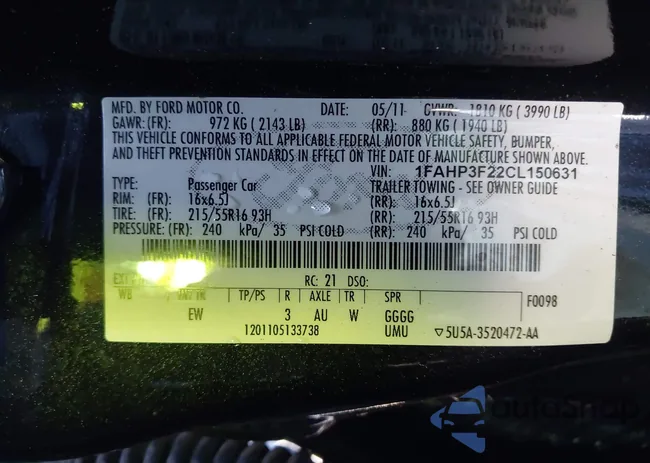 MFD. BY FORD MOTOR CO. DATE: 05/11 GVWR: 1810 KG ( 3990 LB)
GAWR: (FR): 972 KG ( 2143 LB) (RR): 880 KG ( 1940 LB)
THIS VEHICLE CONFORMS TO ALL APPLICABLE FEDERAL MOTOR VEHICLE SAFETY, BUMPER,
AND THEFT PREVENTION STANDARDS IN EFFECT ON THE DATE OF MANUFACTURE SHOWN ABOVE.
VIN: 1FAHP3F22CL150631
TYPE: Passenger Car TRAILER TOWING - SEE OWNER GUIDE
RIM: (FR): 16x6.5J (RR): 16x6.5J
TIRE: (FR): 215/55R16 93H (RR): 215/55R16 93H
PRESSURE: (FR): 240 kPa/ 35 PSI COLD (RR): 240 kPa/ 35 PSI COLD
RC: 21 DSO:
WB TP/PS R AXLE TR SPR F0098
EW 3 AU W GGGG
1201105133738 UMU ▽5U5A-3520472-AA
AutoSnap